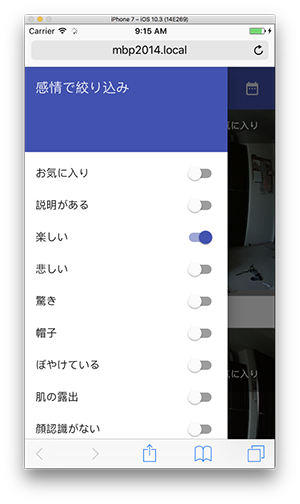 iPhone 7 – iOS 10.3 (14E269)
Carrier 9:15 AM
mbp2014.local
感情で絞り込み
お気に入り
説明がある
楽しい
悲しい
驚き
帽子
ぼやけている
肌の露出
顔認識がない
気に入り
気に入り